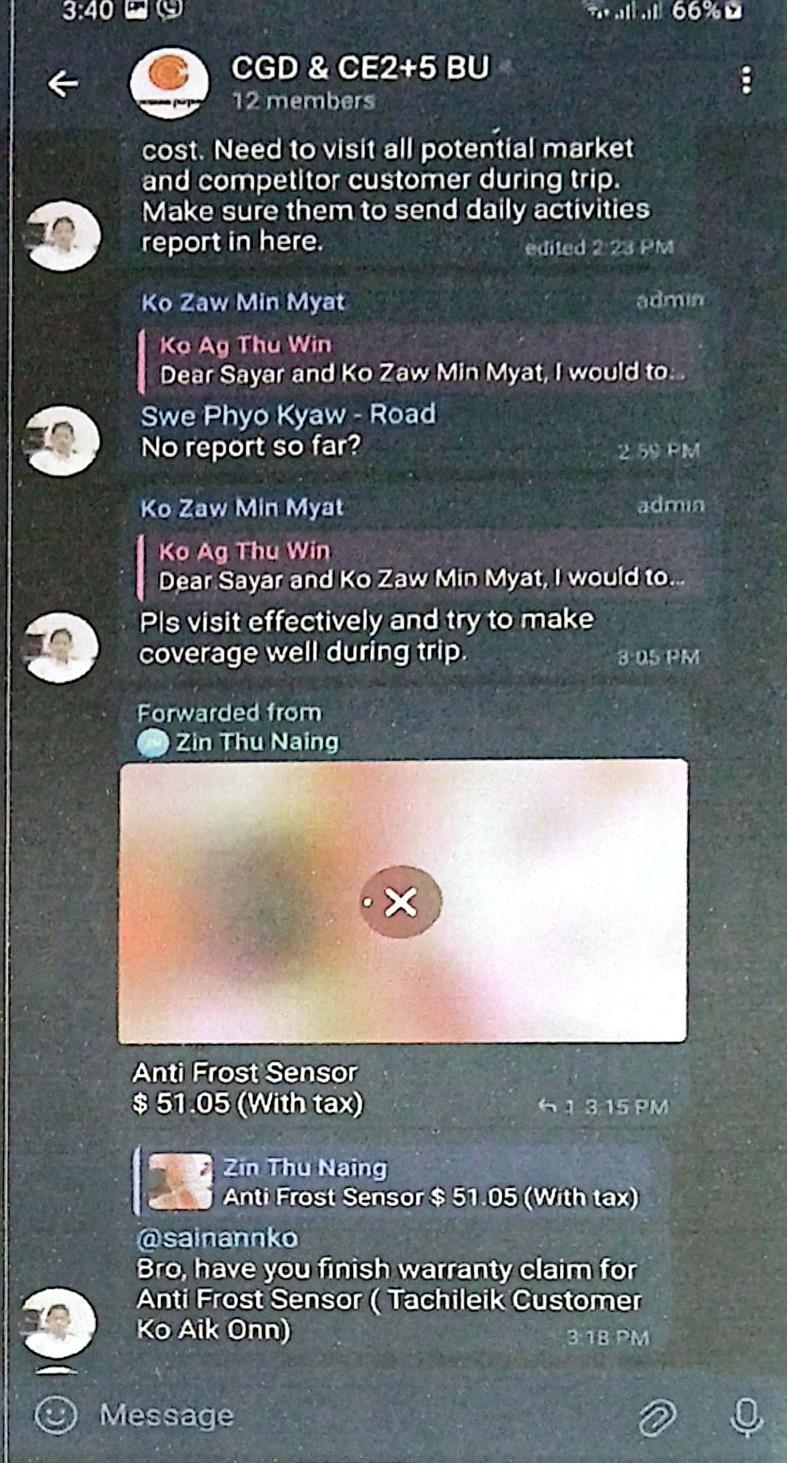 3:40
66%
CGD & CE2+5 BU
12 members
cost. Need to visit all potential market
and competitor customer during trip.
Make sure them to send daily activities
report in here.
edited 2:23 PM
Ko Zaw Min Myat admin
Ko Ag Thu Win
Dear Sayar and Ko Zaw Min Myat, I would to...
Swe Phyo Kyaw - Road
No report so far?
2:59 PM
Ko Zaw Min Myat admin
Ko Ag Thu Win
Dear Sayar and Ko Zaw Min Myat, I would to...
Pls visit effectively and try to make
coverage well during trip.
3:05 PM
Forwarded from
Zin Thu Naing
Anti Frost Sensor
$ 51.05 (With tax)
1 3:15 PM
Zin Thu Naing
Anti Frost Sensor $ 51.05 (With tax)
@sainannko
Bro, have you finish warranty claim for
Anti Frost Sensor ( Tachileik Customer
Ko Aik Onn)
3:18 PM
Message